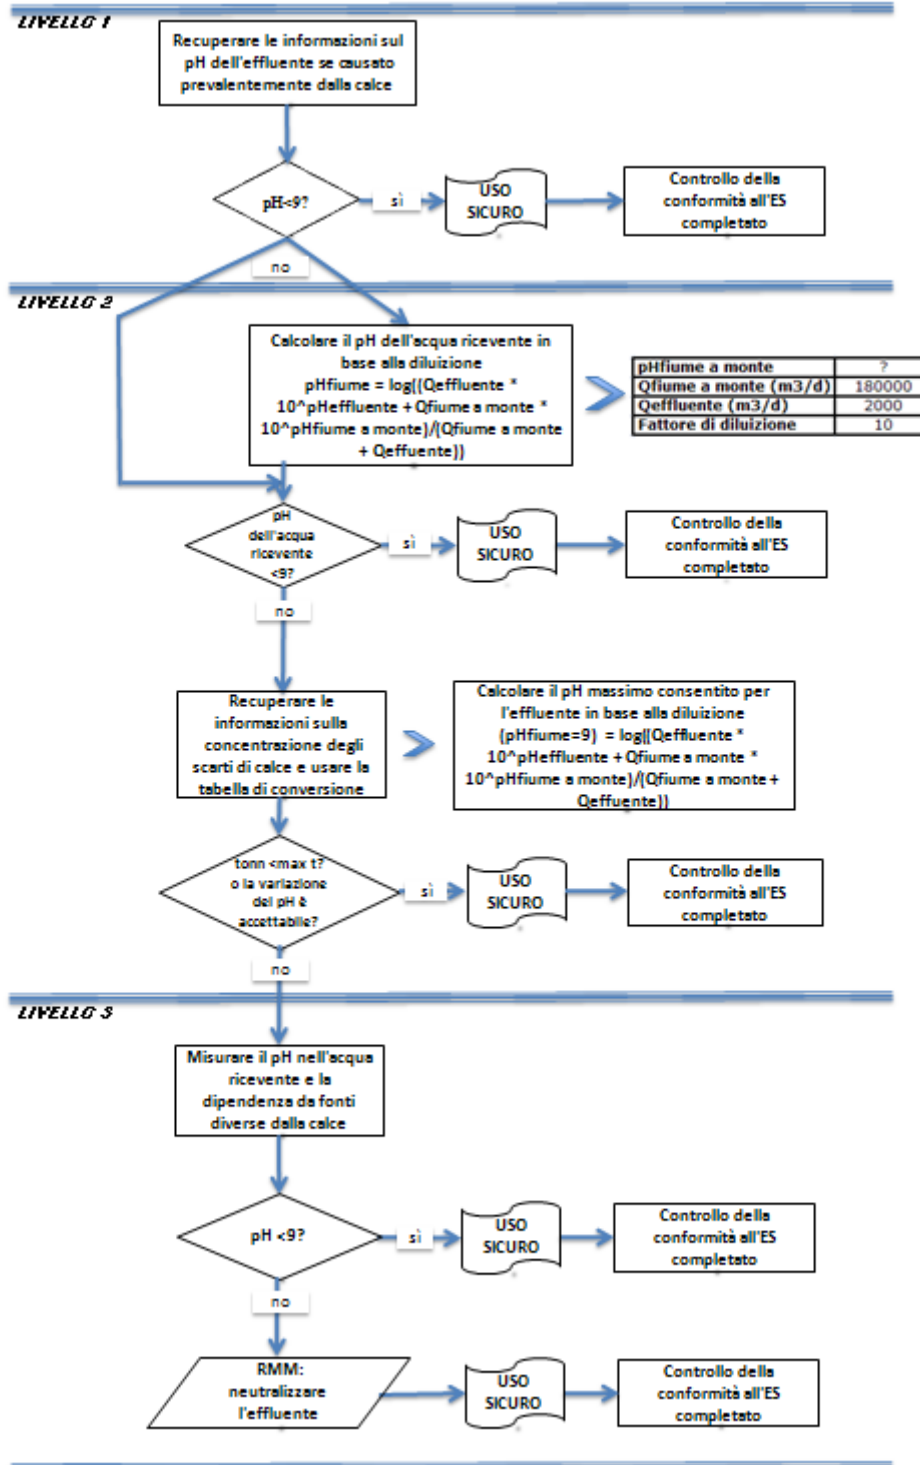 LIVELLO 1
Recuperare le informazioni sul
pH dell'effluente se causato
prevalentemente dalla calce
pH<9?
sì
USO
SICURO
Controllo della
conformità all'ES
completato
no
LIVELLO 2
Calcolare il pH dell'acqua ricevente in
base alla diluizione
pHfiume = log((Qeffluente *
10^pHeffluente + Qfiume a monte *
10^pHfiume a monte)/(Qfiume a monte
+ Qeffuente))
pHfiume a monte ?
Qfiume a monte (m3/d) 180000
Qeffluente (m3/d) 2000
Fattore di diluizione 10
pH
dell'acqua
ricevente
<9?
sì
USO
SICURO
Controllo della
conformità all'ES
completato
no
Recuperare le
informazioni sulla
concentrazione degli
scarti di calce e usare la
tabella di conversione
Calcolare il pH massimo consentito per
l'effluente in base alla diluizione
(pHfiume=9) = log((Qeffluente *
10^pHeffluente + Qfiume a monte *
10^pHfiume a monte)/(Qfiume a monte +
Qeffuente))
tonn <max t?
o la variazione
del pH è
accettabile?
sì
USO
SICURO
Controllo della
conformità all'ES
completato
no
LIVELLO 3
Misurare il pH nell'acqua
ricevente e la
dipendenza da fonti
diverse dalla calce
pH <9?
sì
USO
SICURO
Controllo della
conformità all'ES
completato
no
RMM:
neutralizzare
l'effluente
USO
SICURO
Controllo della
conformità all'ES
completato